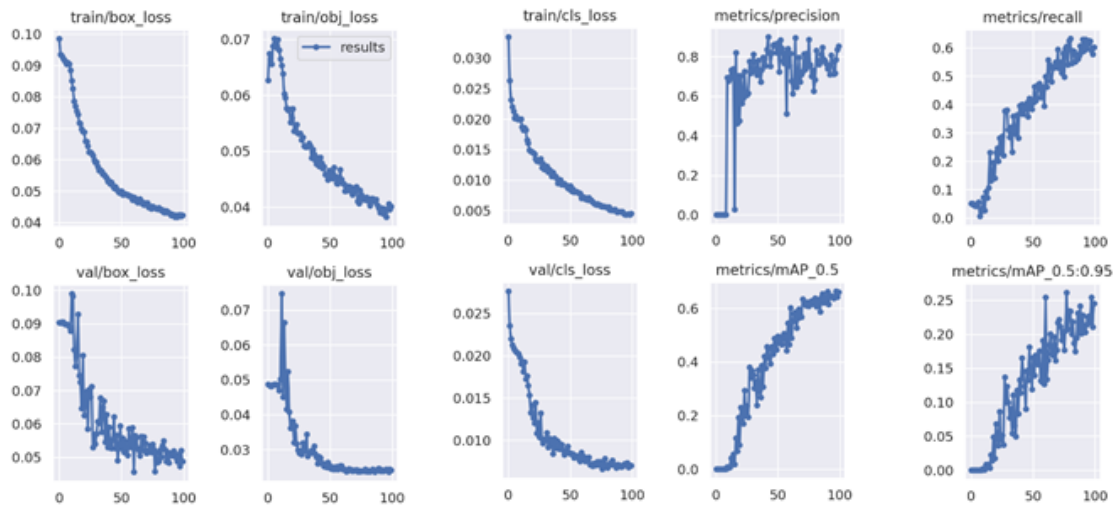 train/box_loss train/obj_loss train/cls_loss metrics/precision metrics/recall
results
0.10 0.09 0.08 0.07 0.06 0.05 0.04
0 50 100
0.07 0.06 0.05 0.04
0 50 100
0.030 0.025 0.020 0.015 0.010 0.005
0 50 100
0.8 0.6 0.4 0.2 0.0
0 50 100
0.6 0.5 0.4 0.3 0.2 0.1 0.0
0 50 100
val/box_loss val/obj_loss val/cls_loss metrics/mAP_0.5 metrics/mAP_0.5:0.95
0.10 0.09 0.08 0.07 0.06 0.05
0 50 100
0.07 0.06 0.05 0.04 0.03
0 50 100
0.025 0.020 0.015 0.010
0 50 100
0.6 0.4 0.2 0.0
0 50 100
0.25 0.20 0.15 0.10 0.05 0.00
0 50 100